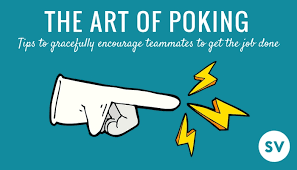 THE ART OF POKING
Tips to gracefully encourage teammates to get the job done
SV